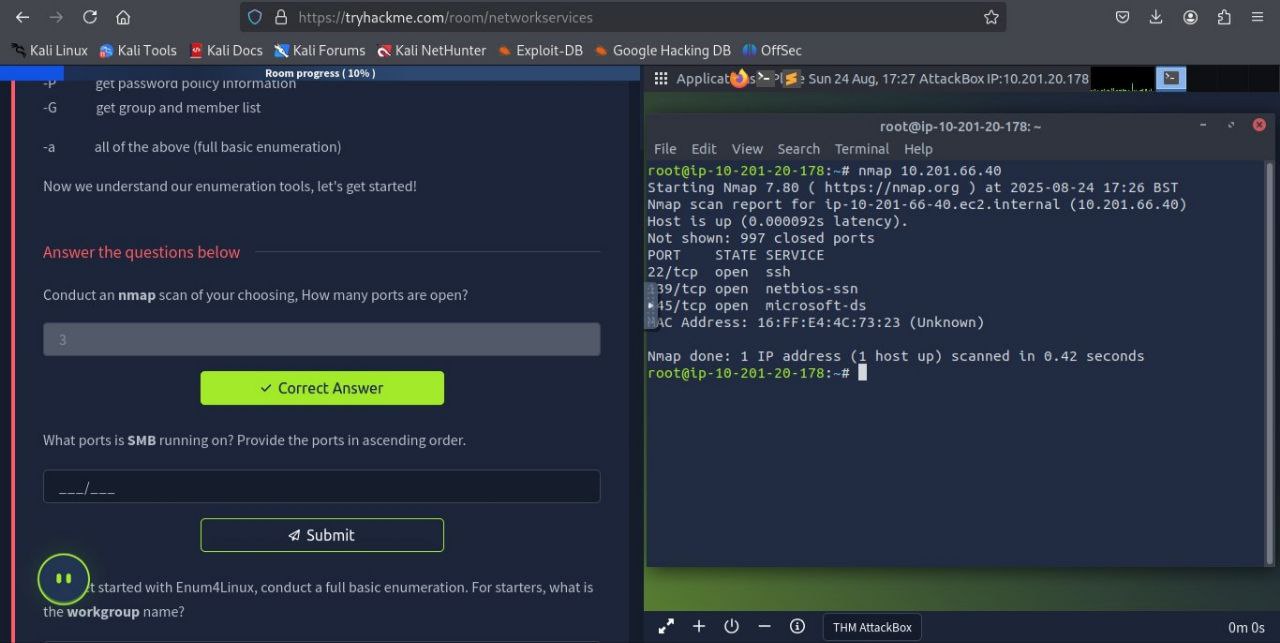 https://tryhackme.com/room/networkservices
Kali Linux Kali Tools Kali Docs Kali Forums Kali NetHunter Exploit-DB Google Hacking DB OffSec
Room progress ( 10% )
-P get password policy information
-G get group and member list
-a all of the above (full basic enumeration)
Now we understand our enumeration tools, let's get started!
Answer the questions below
Conduct an nmap scan of your choosing, How many ports are open?
3
Correct Answer
What ports is SMB running on? Provide the ports in ascending order.
___/___
Submit
started with Enum4Linux, conduct a full basic enumeration. For starters, what is
the workgroup name?
Sun 24 Aug, 17:27 AttackBox IP:10.201.20.178
root@ip-10-201-20-178: ~
File Edit View Search Terminal Help
root@ip-10-201-20-178:~# nmap 10.201.66.40
Starting Nmap 7.80 ( https://nmap.org ) at 2025-08-24 17:26 BST
Nmap scan report for ip-10-201-66-40.ec2.internal (10.201.66.40)
Host is up (0.000092s latency).
Not shown: 997 closed ports
PORT STATE SERVICE
22/tcp open ssh
39/tcp open netbios-ssn
45/tcp open microsoft-ds
AC Address: 16:FF:E4:4C:73:23 (Unknown)
Nmap done: 1 IP address (1 host up) scanned in 0.42 seconds
root@ip-10-201-20-178:~#
THM AttackBox
0m 0s